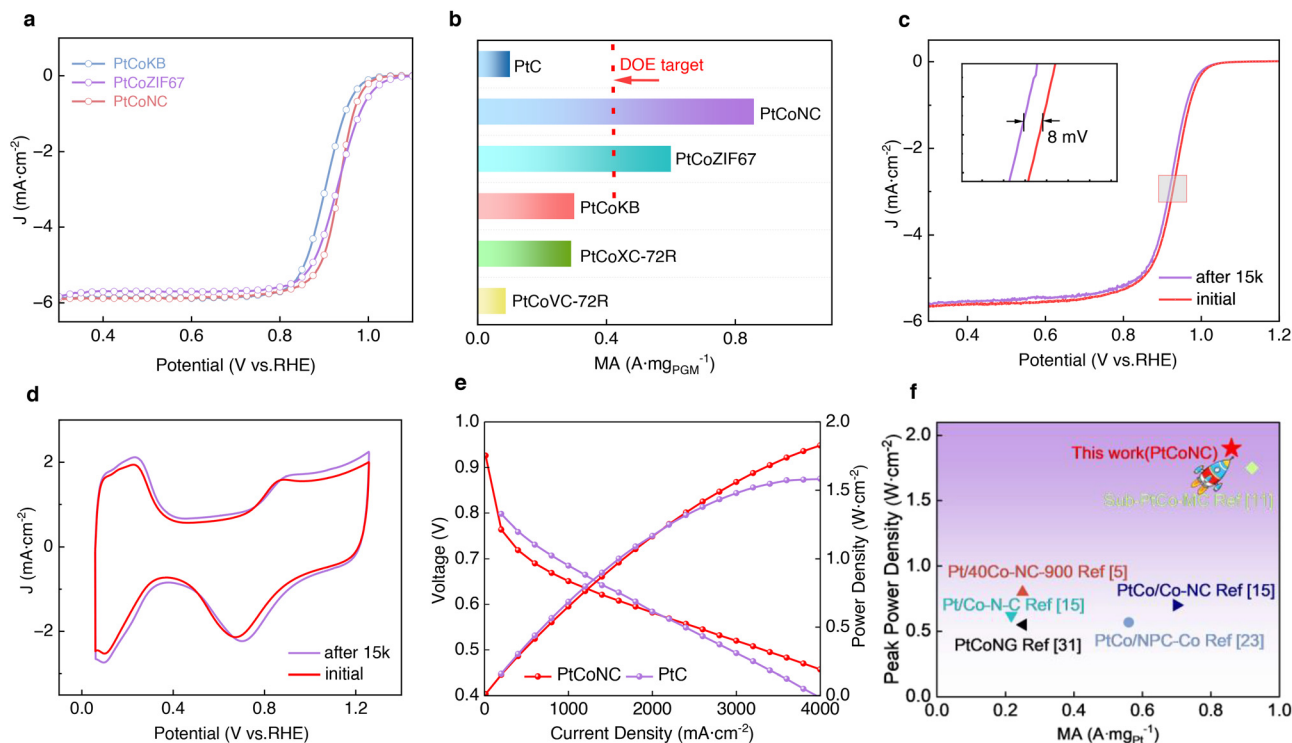 a
PtCoKB
PtCoZIF67
PtCoNC
0
−2
−4
−6
J (mA·cm-2)
0.4
0.6
0.8
1.0
Potential (V vs.RHE)
b
DOE target
PtC
PtCoNC
PtCoZIF67
PtCoKB
PtCoXC-72R
PtCoVC-72R
0.0
0.4
0.8
MA (A·mgPGM-1)
c
0
−2
−4
−6
J (mA·cm-2)
8 mV
after 15k
initial
0.4
0.6
0.8
1.0
1.2
Potential (V vs.RHE)
d
2
0
−2
J (mA·cm-2)
after 15k
initial
0.0
0.4
0.8
1.2
Potential (V vs.RHE)
e
1.0
0.9
0.8
0.7
0.6
0.5
0.4
Voltage (V)
2.0
1.5
1.0
0.5
0.0
Power Density (W·cm-2)
PtCoNC
PtC
0
1000
2000
3000
4000
Current Density (mA·cm-2)
f
2.0
1.5
1.0
0.5
0.0
Peak Power Density (W·cm-2)
This work(PtCoNC)
Sub-PtCo-MC Ref [11]
Pt/40Co-NC-900 Ref [5]
PtCo/Co-NC Ref [15]
Pt/Co-N-C Ref [15]
PtCoNG Ref [31]
PtCo/NPC-Co Ref [23]
0.0
0.2
0.4
0.6
0.8
1.0
MA (A·mgPt-1)